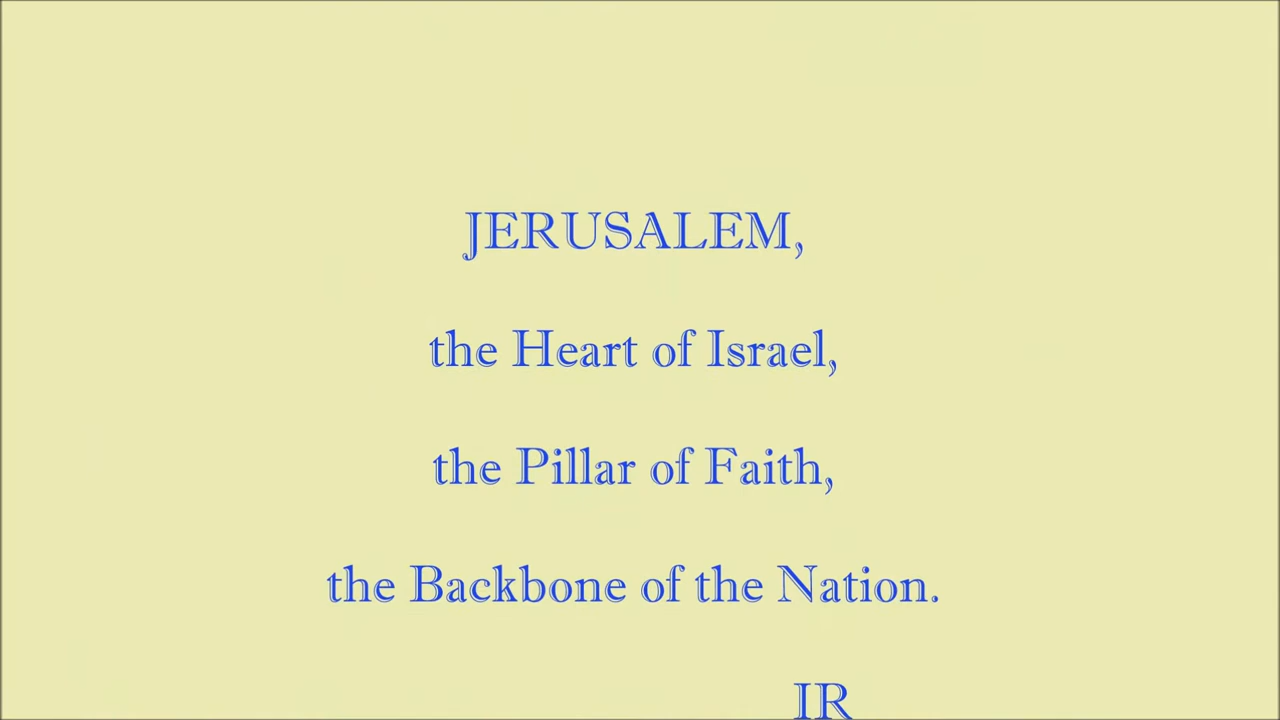 JERUSALEM,
the Heart of Israel,
the Pillar of Faith,
the Backbone of the Nation.
IR